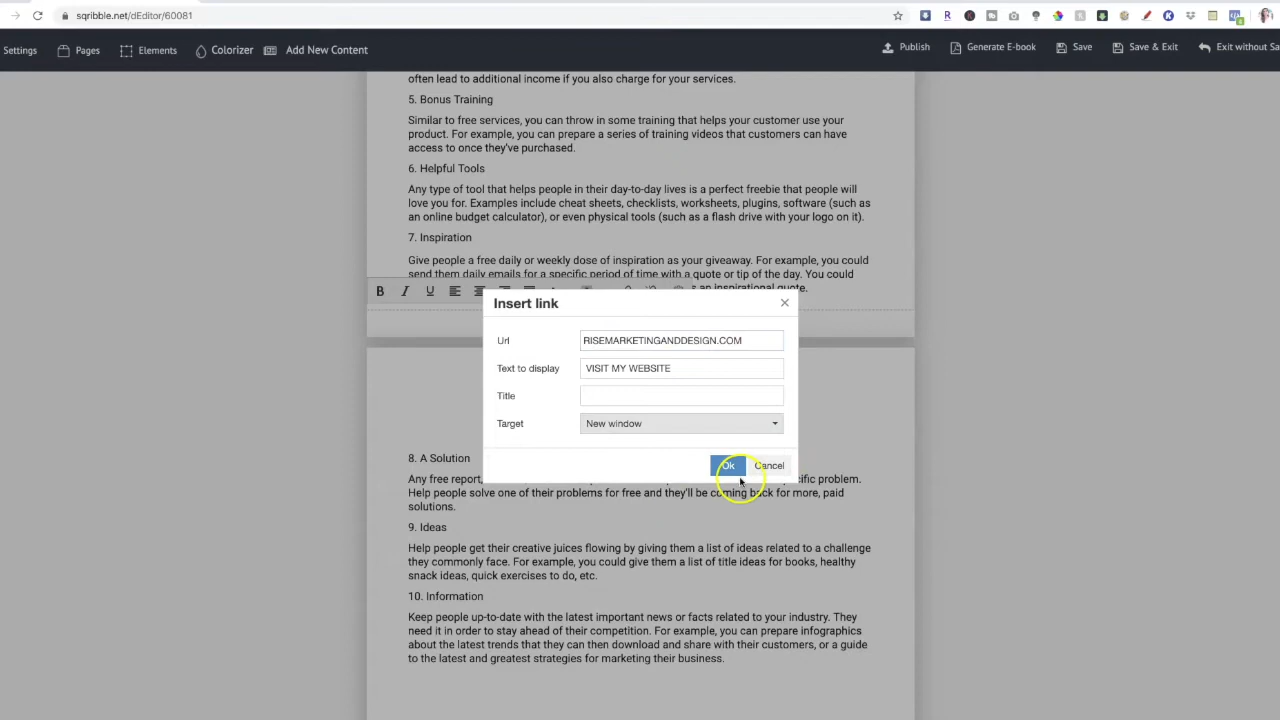 sqribble.net/dEditor/60081
Settings Pages Elements Colorizer Add New Content Publish Generate E-book Save Save & Exit Exit without Sa
often lead to additional income if you also charge for your services.
5. Bonus Training
Similar to free services, you can throw in some training that helps your customer use your
product. For example, you can prepare a series of training videos that customers can have
access to once they've purchased.
6. Helpful Tools
Any type of tool that helps people in their day-to-day lives is a perfect freebie that people will
love you for. Examples include cheat sheets, checklists, worksheets, plugins, software (such as
an online budget calculator), or even physical tools (such as a flash drive with your logo on it).
7. Inspiration
Give people a free daily or weekly dose of inspiration as your giveaway. For example, you could
send them daily emails for a specific period of time with a quote or tip of the day. You could
s an inspirational quote.
B I U
Insert link
Url RISEMARKETINGANDDESIGN.COM
Text to display VISIT MY WEBSITE
Title
Target New window
Ok Cancel
8. A Solution
Any free report, cific problem.
Help people solve one of their problems for free and they'll be coming back for more, paid
solutions.
9. Ideas
Help people get their creative juices flowing by giving them a list of ideas related to a challenge
they commonly face. For example, you could give them a list of title ideas for books, healthy
snack ideas, quick exercises to do, etc.
10. Information
Keep people up-to-date with the latest important news or facts related to your industry. They
need it in order to stay ahead of their competition. For example, you can prepare infographics
about the latest trends that they can then download and share with their customers, or a guide
to the latest and greatest strategies for marketing their business.